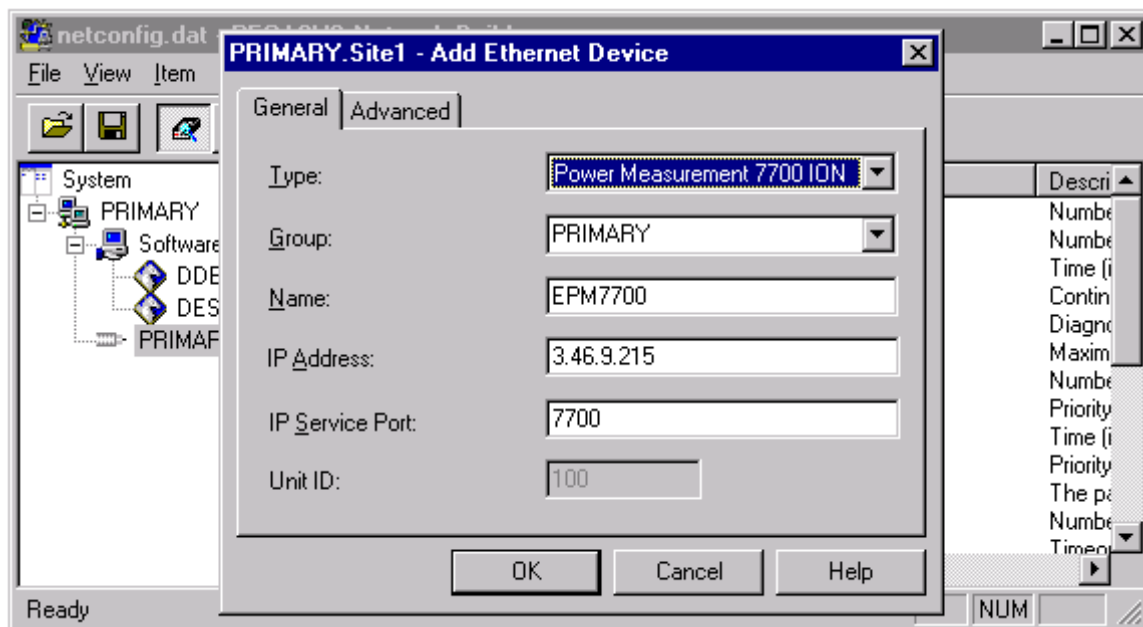 netconfig.dat -
PRIMARY.Site1 - Add Ethernet Device
File View Item
General Advanced
System
PRIMARY
Software
DDE
DES
PRIMAR
Type: Power Measurement 7700 ION
Group: PRIMARY
Name: EPM7700
IP Address: 3.46.9.215
IP Service Port: 7700
Unit ID: 100
OK Cancel Help
Descri
Numbe
Numbe
Time (i
Contin
Diagno
Maxim
Numbe
Priority
Time (i
Priority
The pa
Numbe
Timeou
Ready
NUM